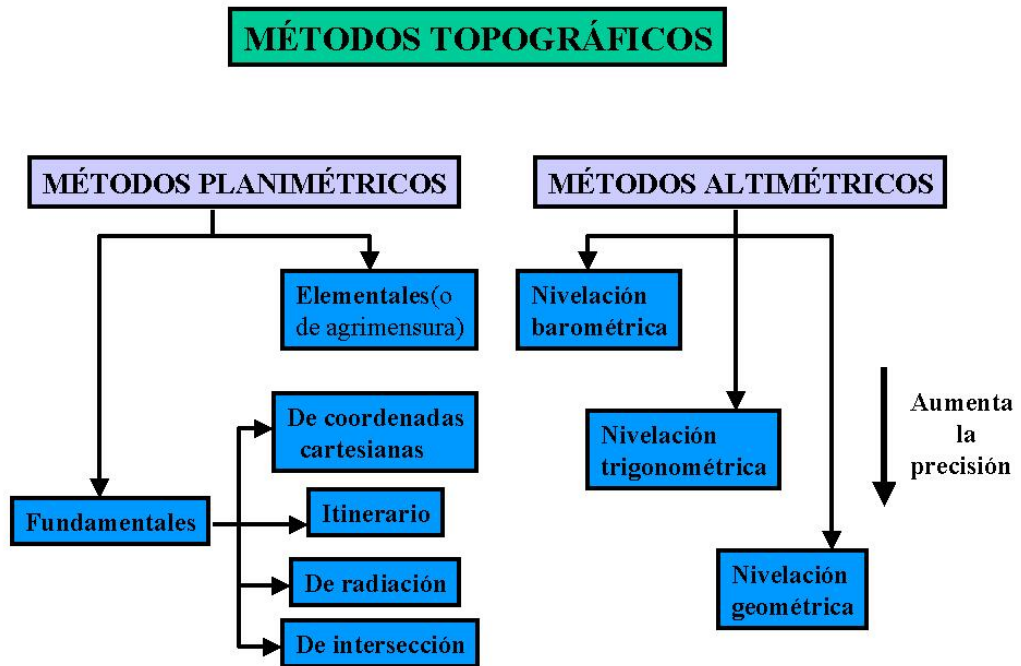 MÉTODOS TOPOGRÁFICOS
MÉTODOS PLANIMÉTRICOS
MÉTODOS ALTIMÉTRICOS
Elementales(o
de agrimensura)
Nivelación
barométrica
De coordenadas
cartesianas
Nivelación
trigonométrica
Aumenta
la
precisión
Fundamentales
Itinerario
De radiación
De intersección
Nivelación
geométrica